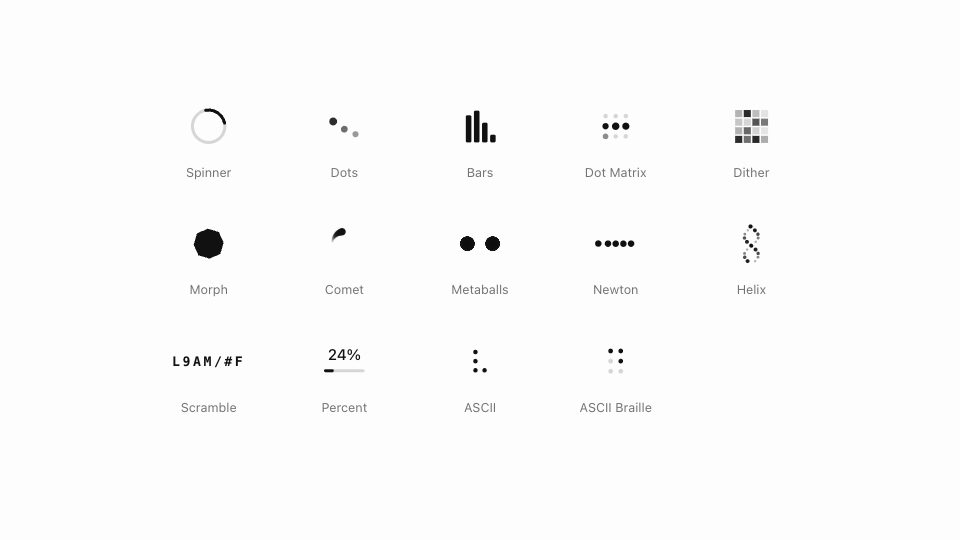 Spinner
Dots
Bars
Dot Matrix
Dither
Morph
Comet
Metaballs
Newton
Helix
L9AM/#F
24%
Scramble
Percent
ASCII
ASCII Braille